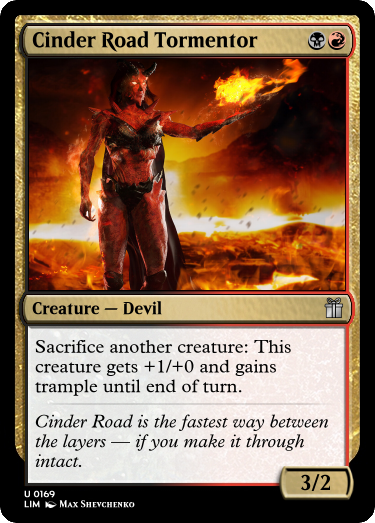 Cinder Road Tormentor
Creature — Devil
Sacrifice another creature: This
creature gets +1/+0 and gains
trample until end of turn.
Cinder Road is the fastest way between
the layers — if you make it through
intact.
3/2
U 0169
LIM Max Shevchenko